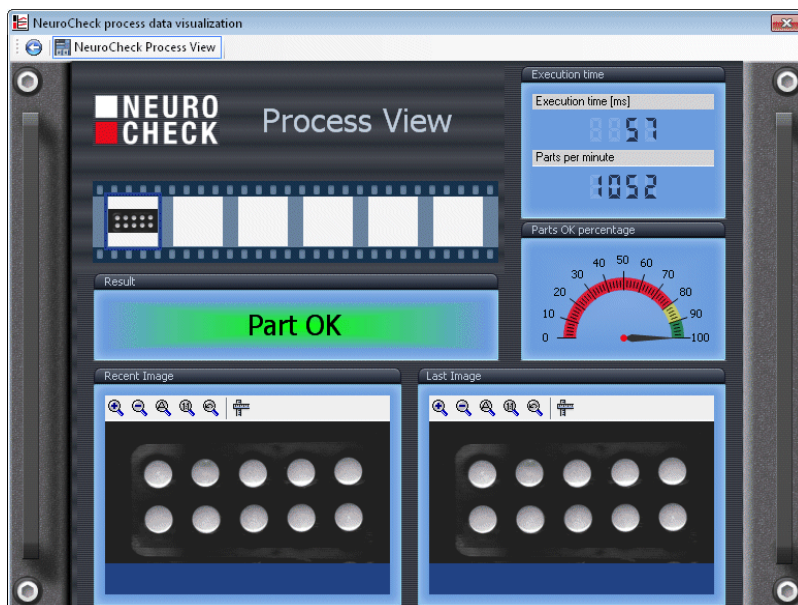 NeuroCheck process data visualization
NeuroCheck Process View
NEURO
CHECK
Process View
Execution time
Execution time [ms]
57
Parts per minute
1052
Parts OK percentage
0 10 20 30 40 50 60 70 80 90 100
Result
Part OK
Recent Image
Last Image